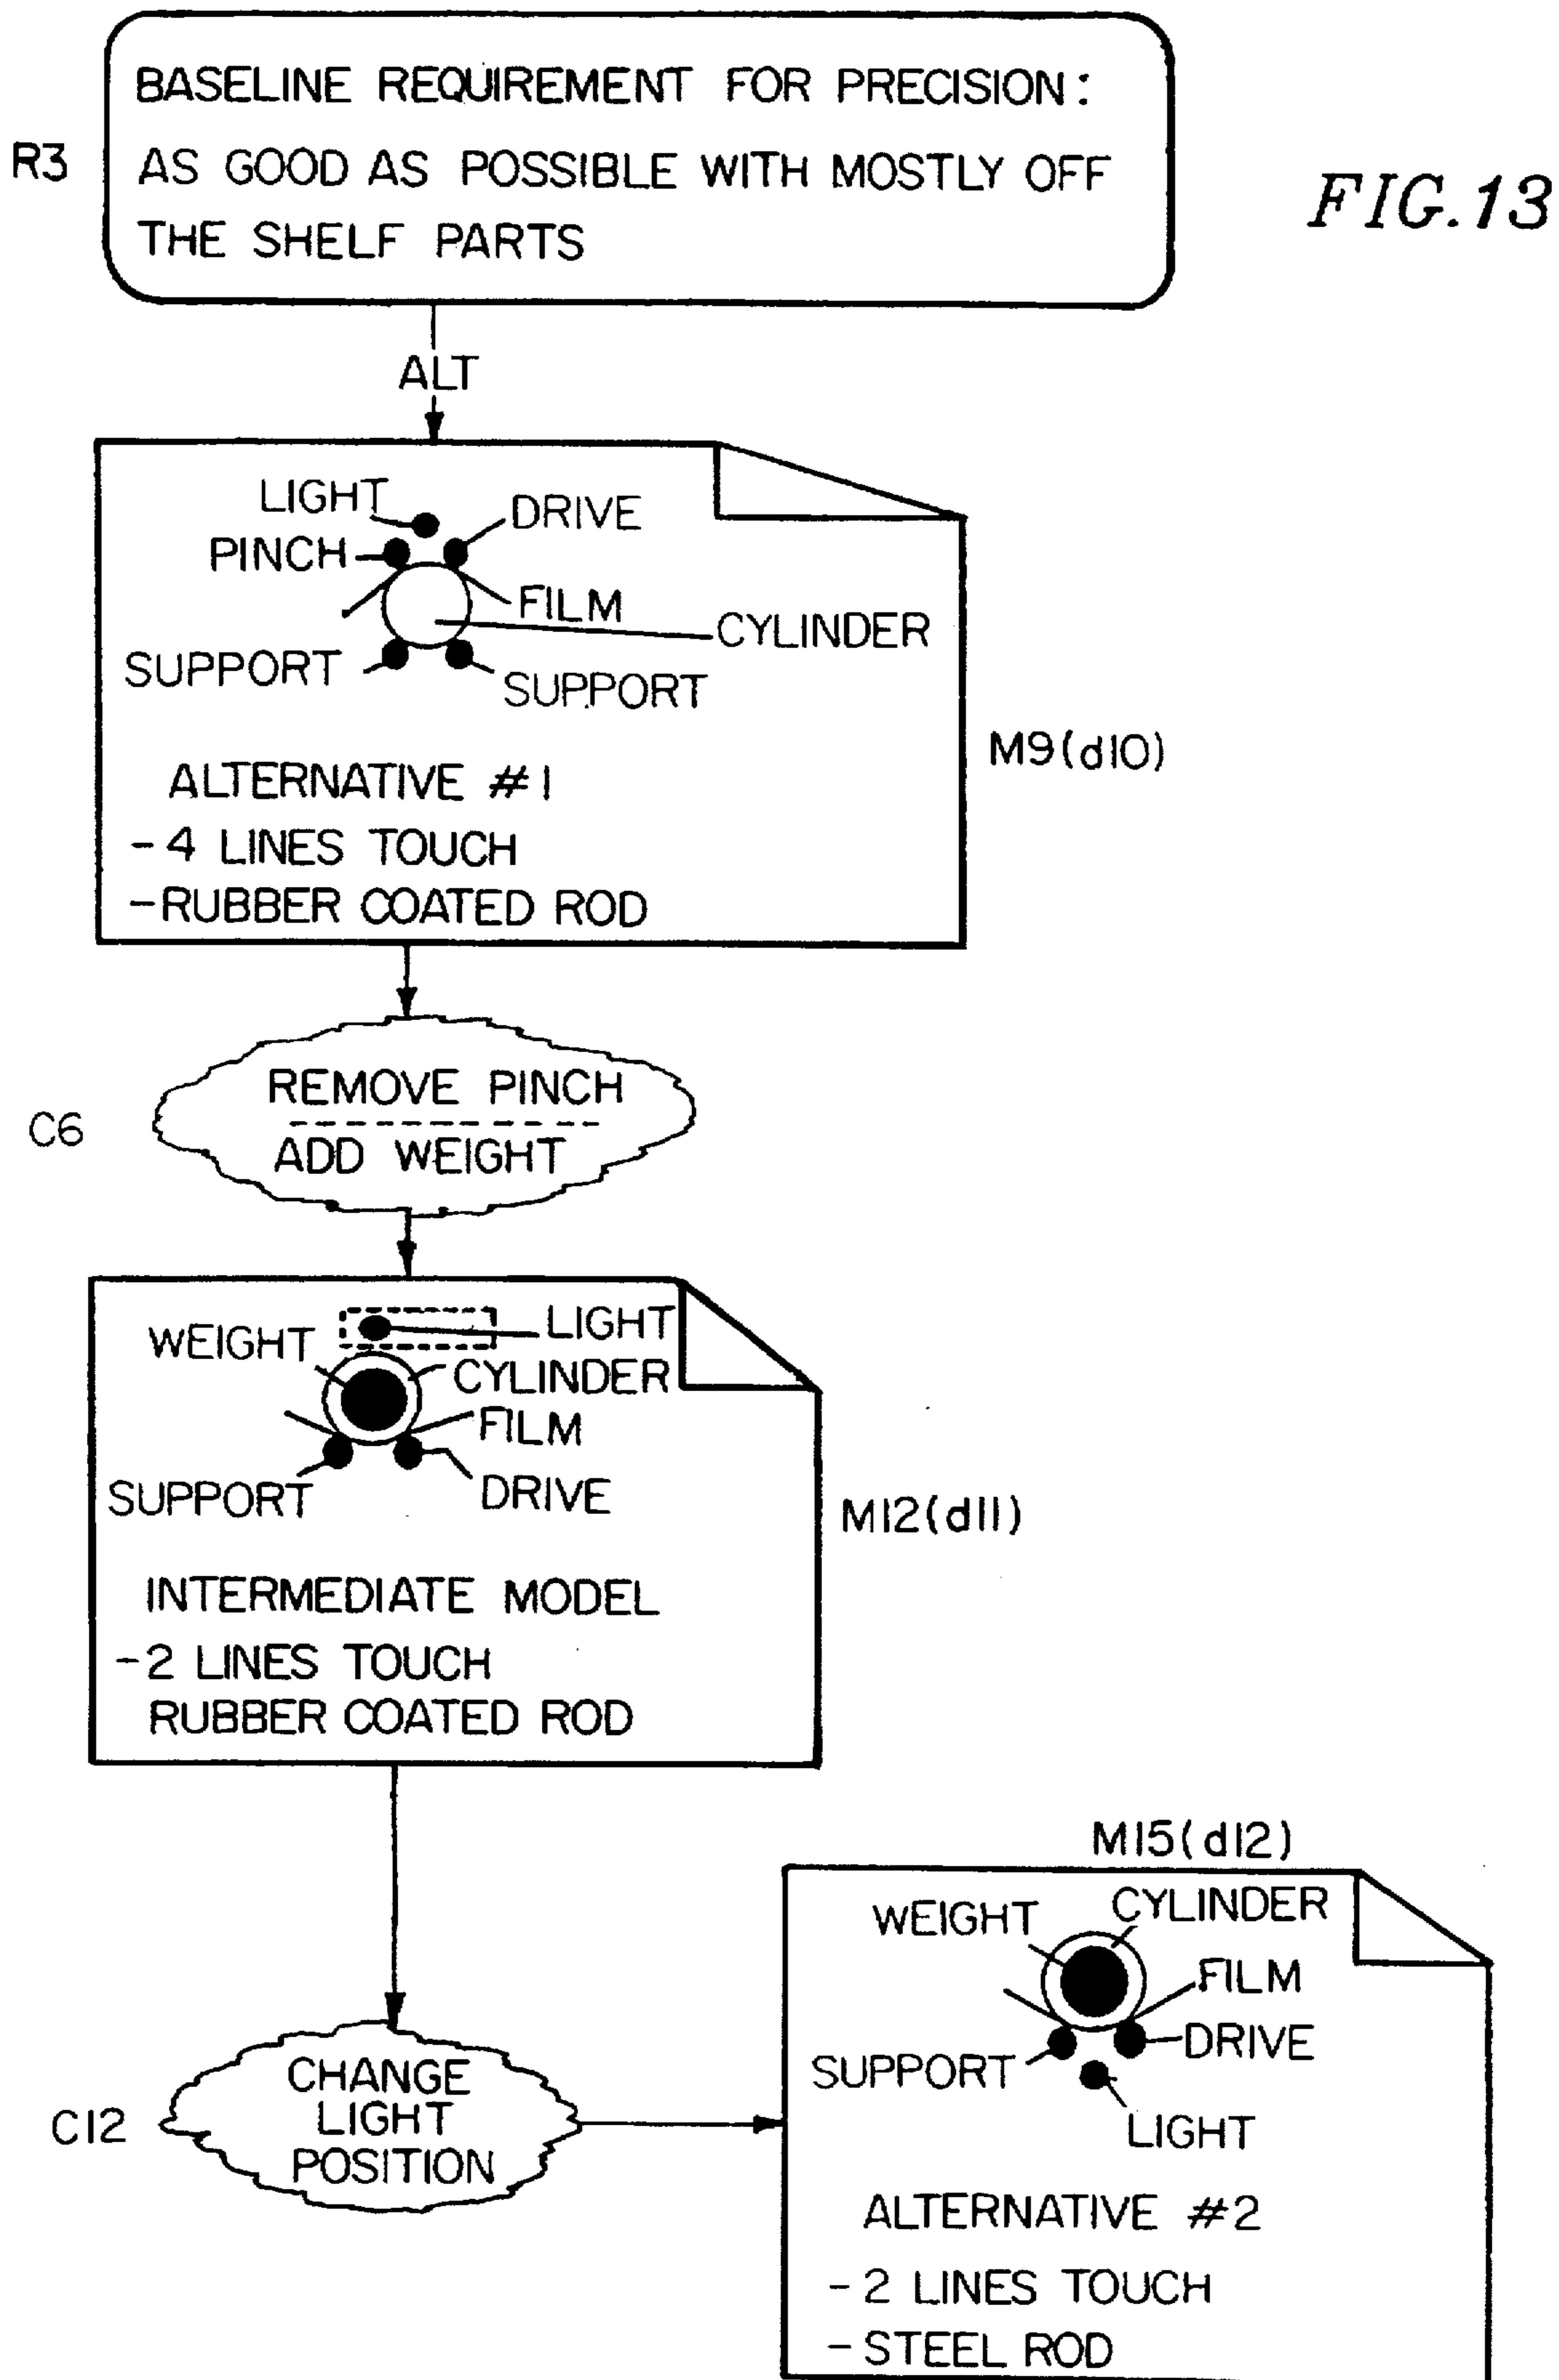 BASELINE REQUIREMENT FOR PRECISION:
R3
AS GOOD AS POSSIBLE WITH MOSTLY OFF
THE SHELF PARTS
FIG.13
ALT
LIGHT
DRIVE
PINCH
FILM
CYLINDER
SUPPORT
SUPPORT
M9(d10)
ALTERNATIVE #1
-4 LINES TOUCH
-RUBBER COATED ROD
REMOVE PINCH
C6
ADD WEIGHT
LIGHT
WEIGHT
CYLINDER
FILM
SUPPORT
DRIVE
M12(d11)
INTERMEDIATE MODEL
-2 LINES TOUCH
RUBBER COATED ROD
M15(d12)
WEIGHT
CYLINDER
FILM
DRIVE
SUPPORT
LIGHT
C12
CHANGE
LIGHT
POSITION
ALTERNATIVE #2
-2 LINES TOUCH
-STEEL ROD